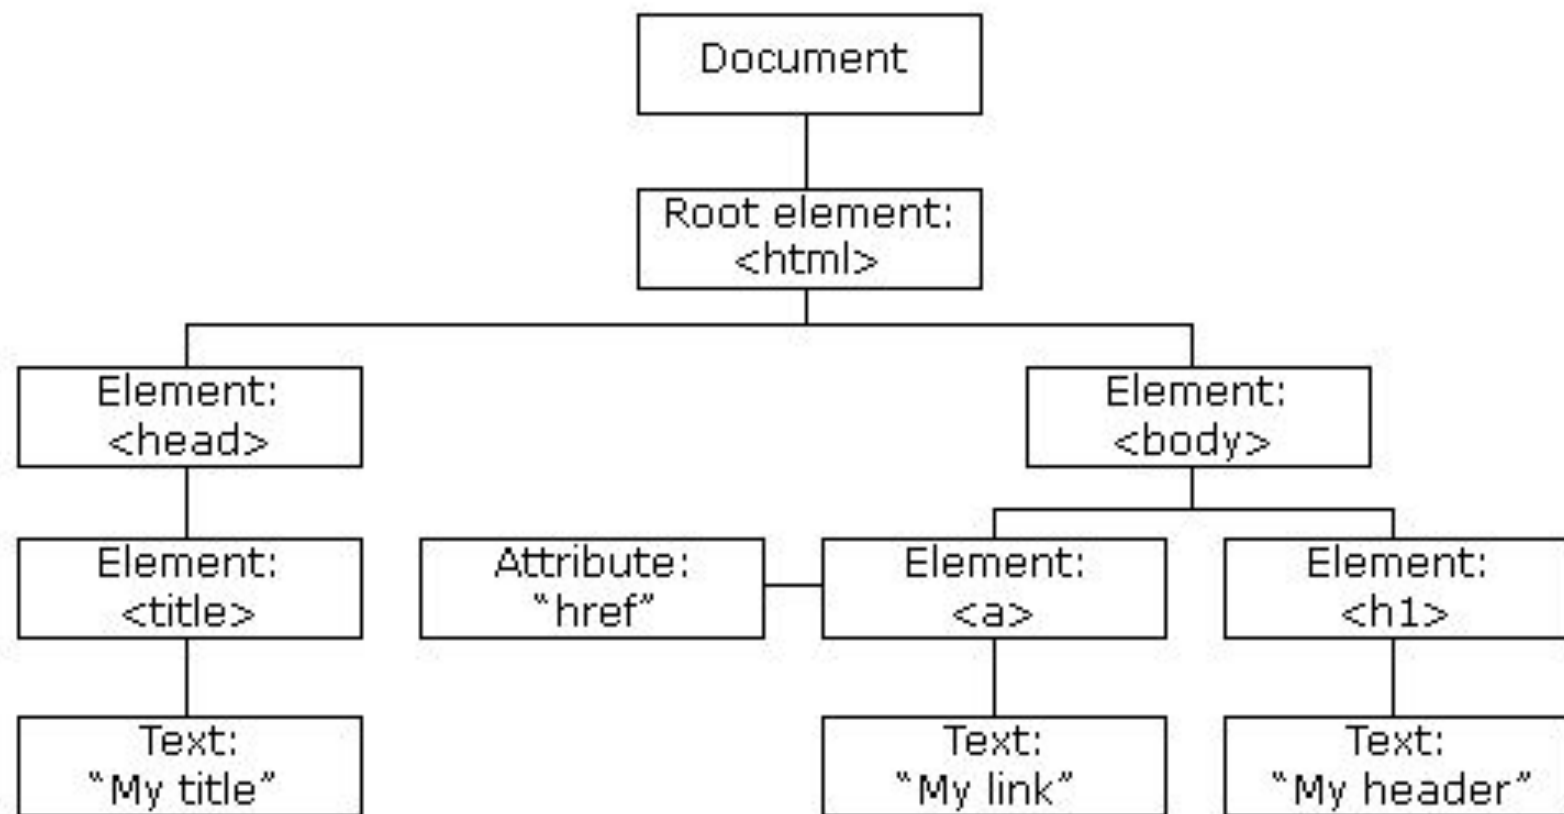 Document
Root element:
<html>
Element:
<head>
Element:
<body>
Element:
<title>
Attribute:
“href”
Element:
<a>
Element:
<h1>
Text:
“My title”
Text:
“My link”
Text:
“My header”